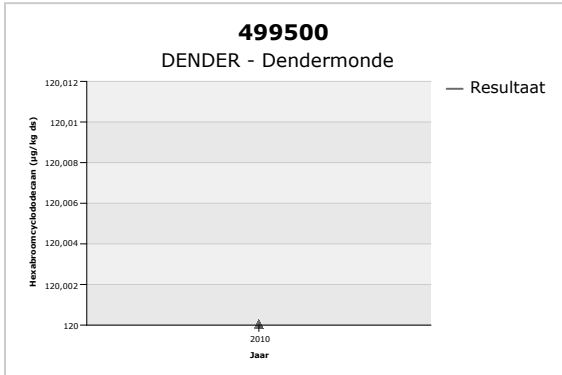 499500
DENDER - Dendermonde
Resultaat
Hexabroomcyclododecaan (µg/kg ds)
120,012
120,01
120,008
120,006
120,004
120,002
120
2010
Jaar